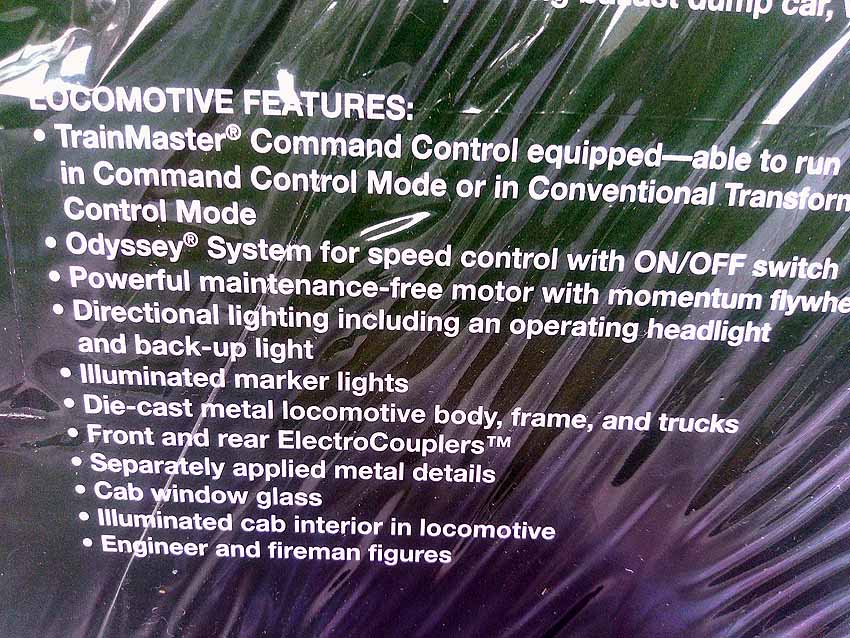 dump car,
LOCOMOTIVE FEATURES:
• TrainMaster® Command Control equipped—able to run
in Command Control Mode or in Conventional Transform
Control Mode
• Odyssey® System for speed control with ON/OFF switch
• Powerful maintenance-free motor with momentum flywhe
• Directional lighting including an operating headlight
and back-up light
• Illuminated marker lights
• Die-cast metal locomotive body, frame, and trucks
• Front and rear ElectroCouplers™
• Separately applied metal details
• Cab window glass
• Illuminated cab interior in locomotive
• Engineer and fireman figures